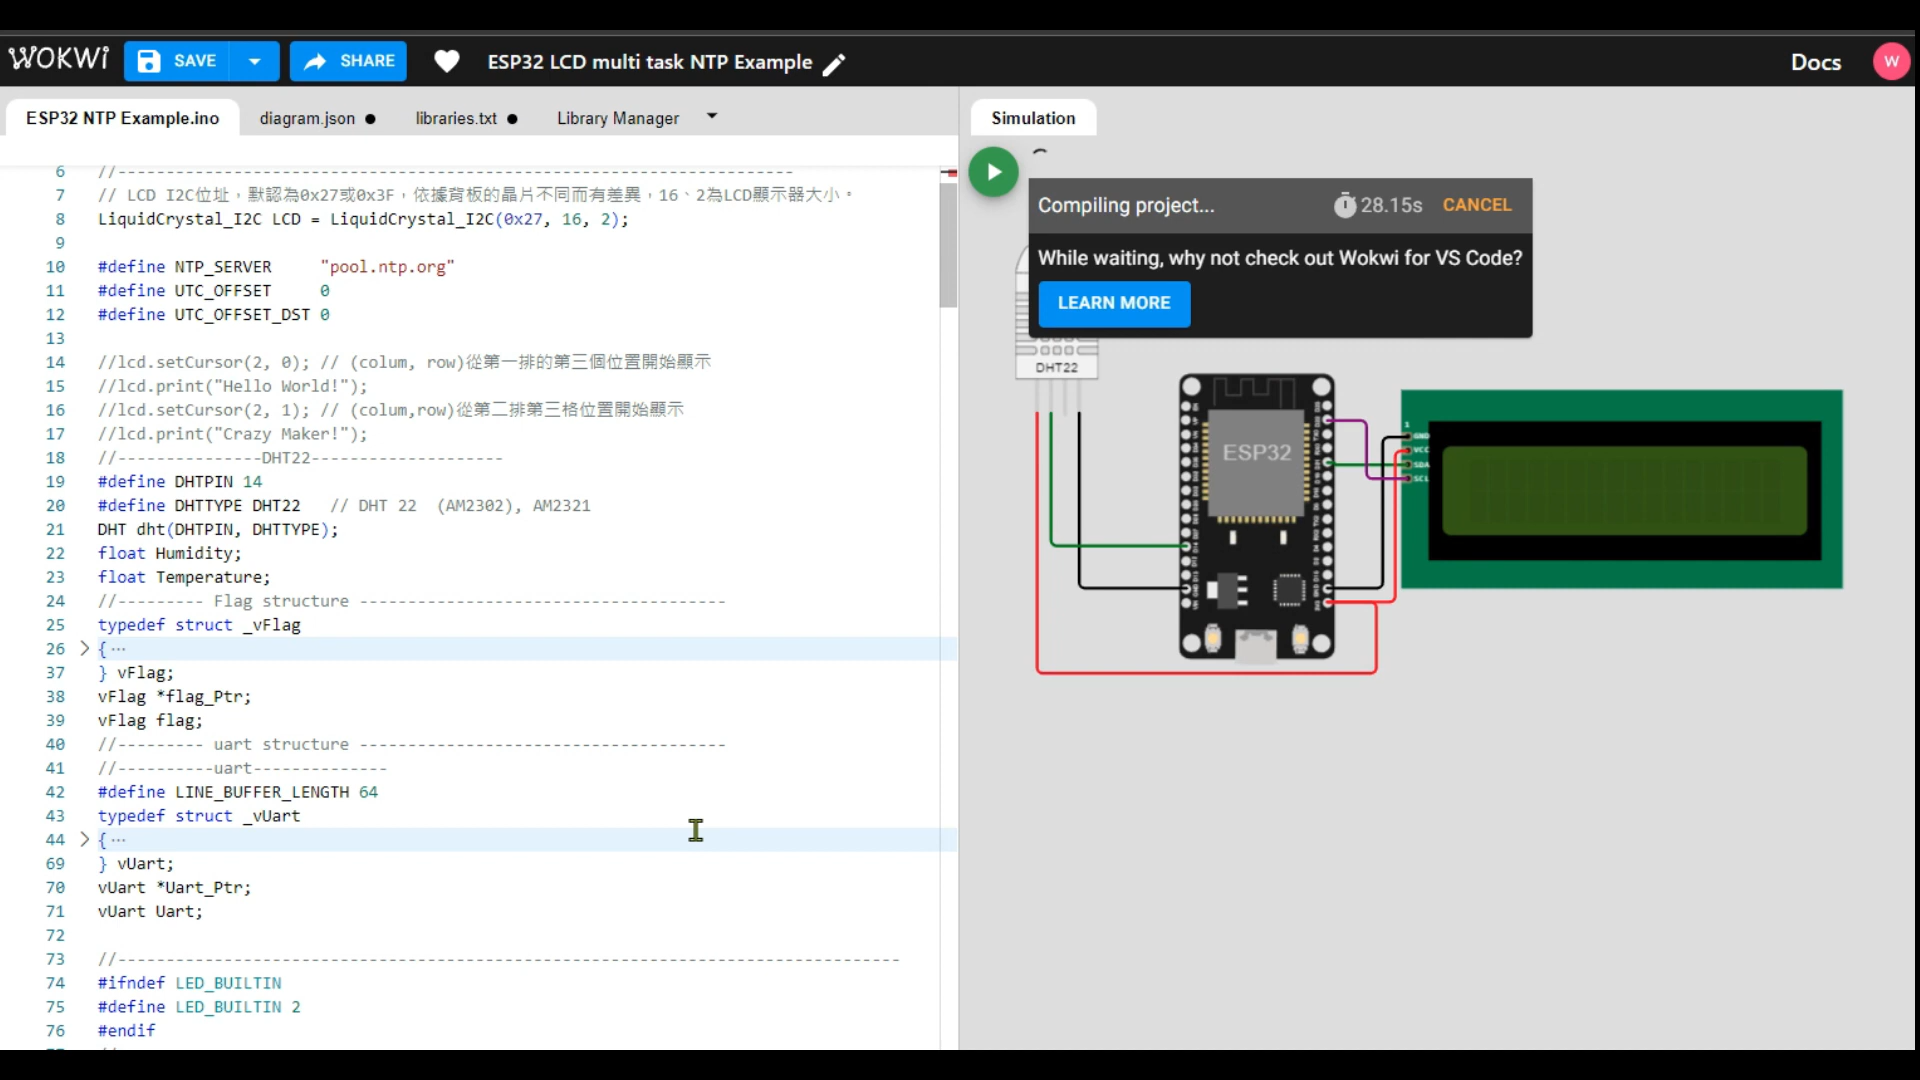 WOKWI SAVE SHARE ESP32 LCD multi task NTP Example Docs W
ESP32 NTP Example.ino diagram.json libraries.txt Library Manager
6 //----------------------------------------------------------------------
7 // LCD I2C位址，默認為0x27或0x3F，依據背板的晶片不同而有差異，16、2為LCD顯示器大小。
8 LiquidCrystal_I2C LCD = LiquidCrystal_I2C(0x27, 16, 2);
9
10 #define NTP_SERVER     "pool.ntp.org"
11 #define UTC_OFFSET     0
12 #define UTC_OFFSET_DST 0
13
14 //lcd.setCursor(2, 0); // (colum, row)從第一排的第三個位置開始顯示
15 //lcd.print("Hello World!");
16 //lcd.setCursor(2, 1); // (colum,row)從第二排第三格位置開始顯示
17 //lcd.print("Crazy Maker!");
18 //---------------DHT22--------------------
19 #define DHTPIN 14
20 #define DHTTYPE DHT22   // DHT 22  (AM2302), AM2321
21 DHT dht(DHTPIN, DHTTYPE);
22 float Humidity;
23 float Temperature;
24 //--------- Flag structure --------------------------------------
25 typedef struct _vFlag
26 > { ···
37 } vFlag;
38 vFlag *flag_Ptr;
39 vFlag flag;
40 //--------- uart structure --------------------------------------
41 //----------uart--------------
42 #define LINE_BUFFER_LENGTH 64
43 typedef struct _vUart
44 > { ···
69 } vUart;
70 vUart *Uart_Ptr;
71 vUart Uart;
72
73 //---------------------------------------------------------------------------------
74 #ifndef LED_BUILTIN
75 #define LED_BUILTIN 2
76 #endif
Simulation
Compiling project... 28.15s CANCEL
While waiting, why not check out Wokwi for VS Code?
LEARN MORE
DHT22
ESP32
1
GND
VCC
SDA
SCL